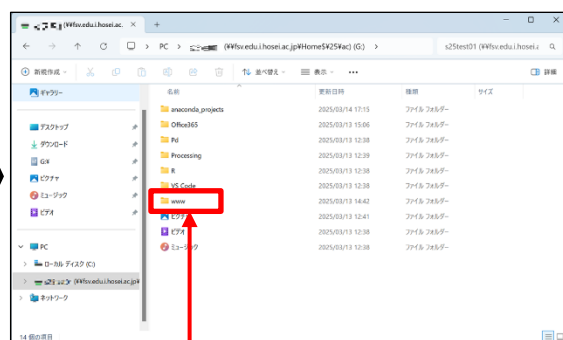 (¥¥fsv.edu.i.hosei.ac.
PC > (¥¥fsv.edu.i.hosei.ac.jp¥Home$¥25¥ac) (G:) >
s25test01 (¥¥fsv.edu.i.hosei.a
新規作成
並べ替え
表示
詳細
名前 更新日時 種類 サイズ
ギャラリー
デスクトップ
ダウンロード
G:¥
ピクチャ
ミュージック
ビデオ
PC
ローカル ディスク (C:)
(¥¥fsv.edu.i.hosei.ac.jp¥
ネットワーク
anaconda_projects 2025/03/14 17:15 ファイル フォルダー
Office365 2025/03/13 15:06 ファイル フォルダー
Pd 2025/03/13 12:38 ファイル フォルダー
Processing 2025/03/13 12:39 ファイル フォルダー
R 2025/03/13 12:38 ファイル フォルダー
VS Code 2025/03/13 12:38 ファイル フォルダー
www 2025/03/13 14:42 ファイル フォルダー
ピクチャ 2025/03/13 12:41 ファイル フォルダー
ビデオ 2025/03/13 12:38 ファイル フォルダー
ミュージック 2025/03/13 12:38 ファイル フォルダー
14 個の項目